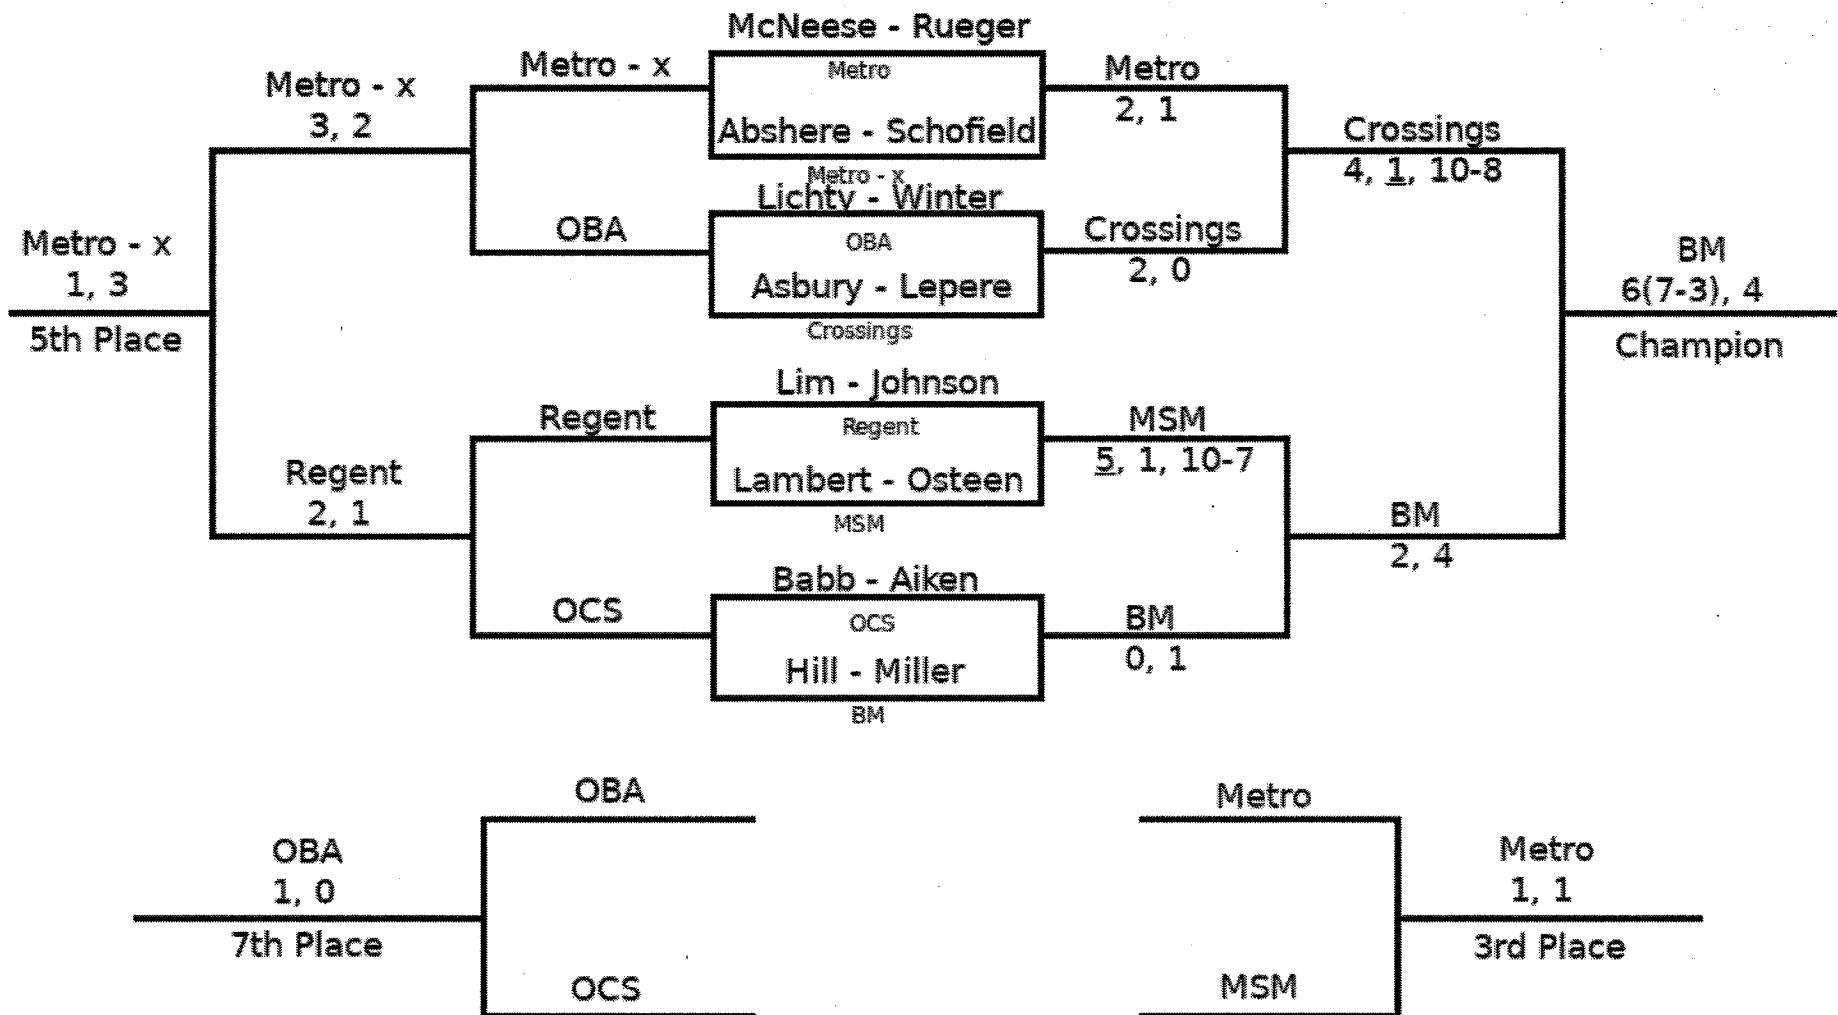 McNeese - Rueger
Metro - x
Metro
Metro
Metro - x
3, 2
2, 1
Abshere - Schofield
Crossings
4, 1, 10-8
Metro - x
Lichty - Winter
OBA
OBA
Crossings
2, 0
Metro - x
1, 3
5th Place
BM
6(7-3), 4
Champion
Asbury - Lepere
Crossings
Lim - Johnson
Regent
Regent
MSM
5, 1, 10-7
Regent
2, 1
Lambert - Osteen
MSM
BM
2, 4
Babb - Aiken
OCS
OCS
BM
0, 1
Hill - Miller
BM
OBA
OBA
1, 0
7th Place
OCS
Metro
Metro
1, 1
3rd Place
MSM